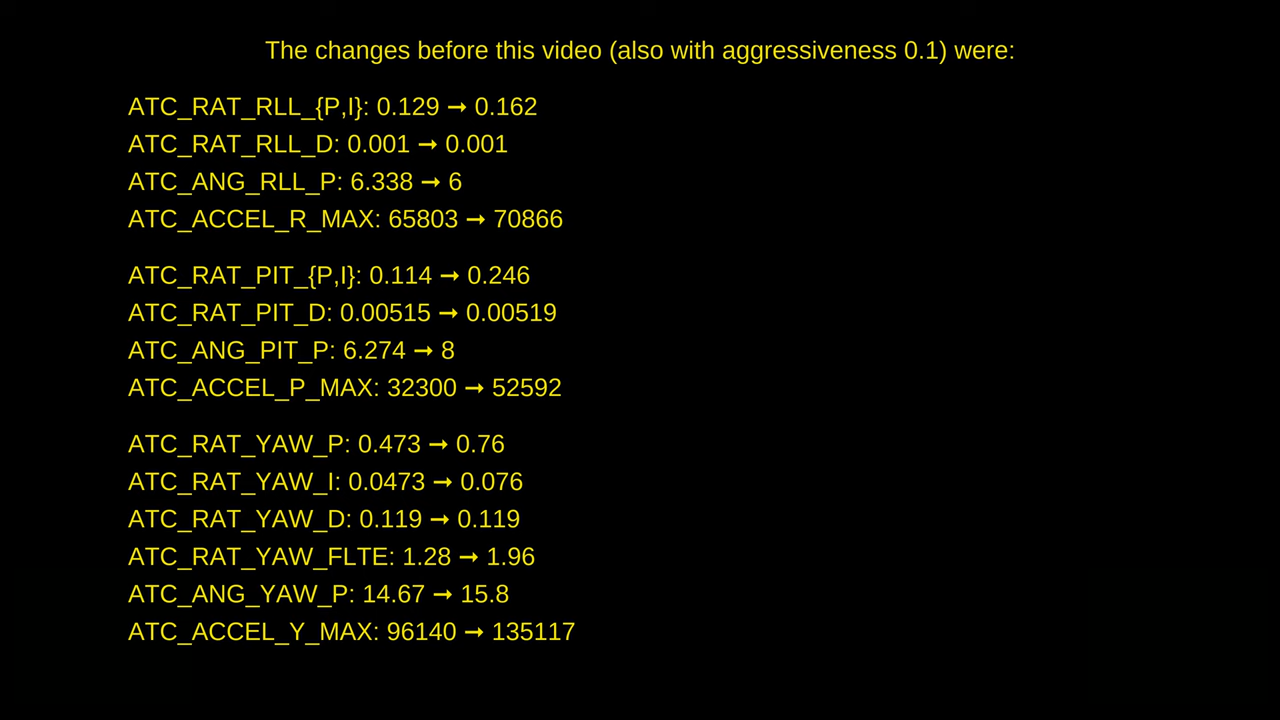 The changes before this video (also with aggressiveness 0.1) were:
ATC_RAT_RLL_{P,I}: 0.129 → 0.162
ATC_RAT_RLL_D: 0.001 → 0.001
ATC_ANG_RLL_P: 6.338 → 6
ATC_ACCEL_R_MAX: 65803 → 70866
ATC_RAT_PIT_{P,I}: 0.114 → 0.246
ATC_RAT_PIT_D: 0.00515 → 0.00519
ATC_ANG_PIT_P: 6.274 → 8
ATC_ACCEL_P_MAX: 32300 → 52592
ATC_RAT_YAW_P: 0.473 → 0.76
ATC_RAT_YAW_I: 0.0473 → 0.076
ATC_RAT_YAW_D: 0.119 → 0.119
ATC_RAT_YAW_FLTE: 1.28 → 1.96
ATC_ANG_YAW_P: 14.67 → 15.8
ATC_ACCEL_Y_MAX: 96140 → 135117